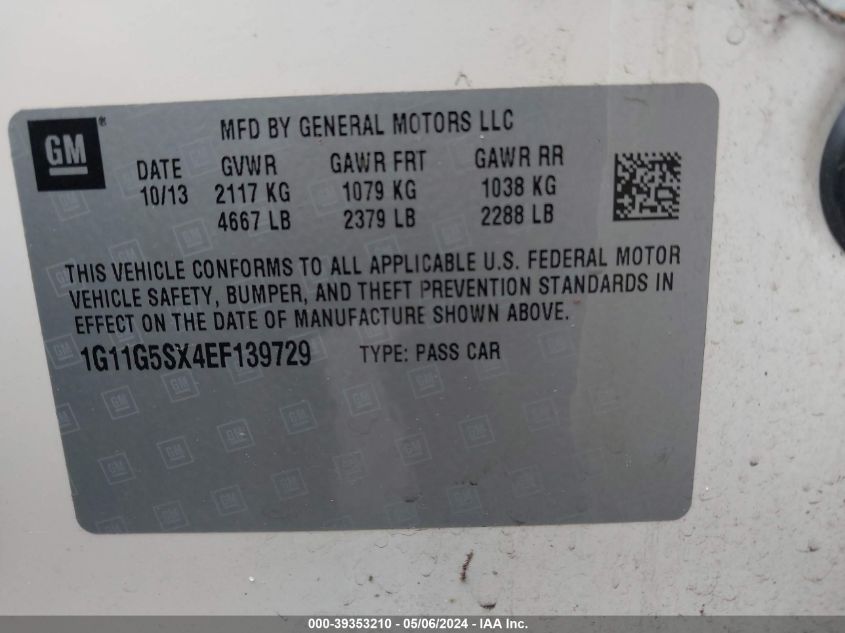 GM®
MFD BY GENERAL MOTORS LLC
DATE GVWR GAWR FRT GAWR RR
10/13 2117 KG 1079 KG 1038 KG
4667 LB 2379 LB 2288 LB
THIS VEHICLE CONFORMS TO ALL APPLICABLE U.S. FEDERAL MOTOR
VEHICLE SAFETY, BUMPER, AND THEFT PREVENTION STANDARDS IN
EFFECT ON THE DATE OF MANUFACTURE SHOWN ABOVE.
1G11G5SX4EF139729 TYPE: PASS CAR
000-39353210 - 05/06/2024 - IAA Inc.